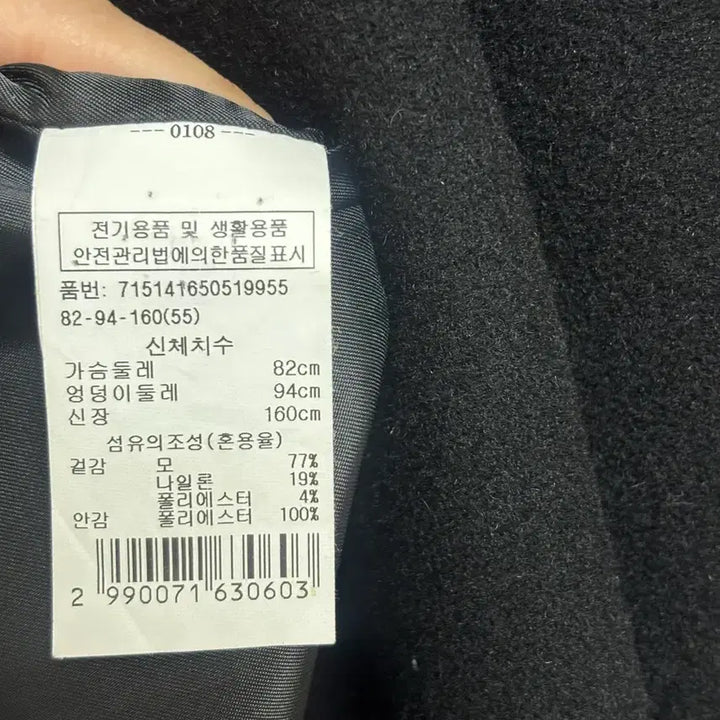 --- 0108 ---
전기용품 및 생활용품
안전관리법에의한품질표시
품번: 715141650519955
82-94-160(55)
신체치수
가슴둘레 82cm
엉덩이둘레 94cm
신장 160cm
섬유의조성(혼용율)
겉감 모 77%
나일론 19%
폴리에스터 4%
안감 폴리에스터 100%
2 990071 630603